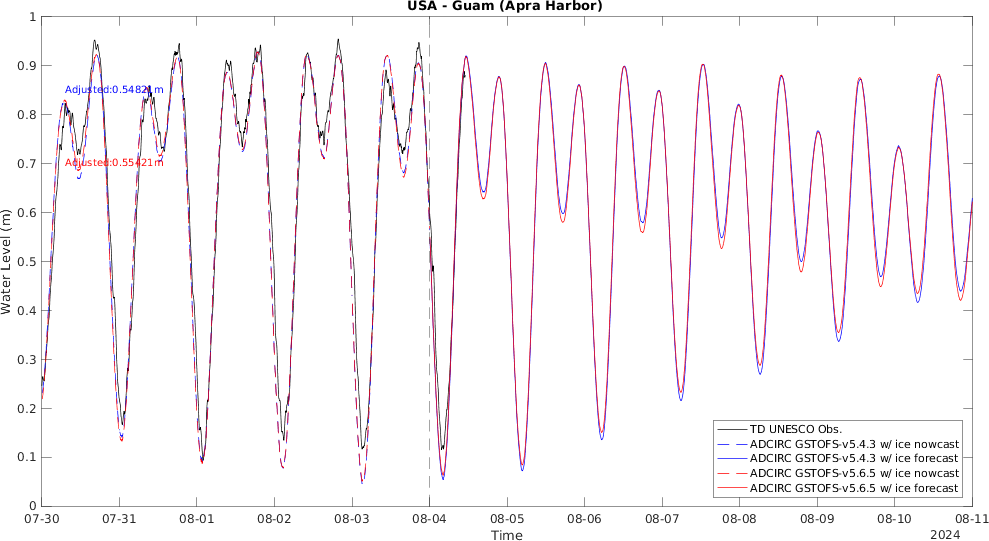 USA - Guam (Apra Harbor)
1
0.9
0.8
0.7
0.6
0.5
0.4
0.3
0.2
0.1
0
Water Level (m)
Adjusted:0.54821m
Adjusted:0.55421m
TD UNESCO Obs.
ADCIRC GSTOFS-v5.4.3 w/ ice nowcast
ADCIRC GSTOFS-v5.4.3 w/ ice forecast
ADCIRC GSTOFS-v5.6.5 w/ ice nowcast
ADCIRC GSTOFS-v5.6.5 w/ ice forecast
07-30 07-31 08-01 08-02 08-03 08-04 08-05 08-06 08-07 08-08 08-09 08-10 08-11
Time
2024